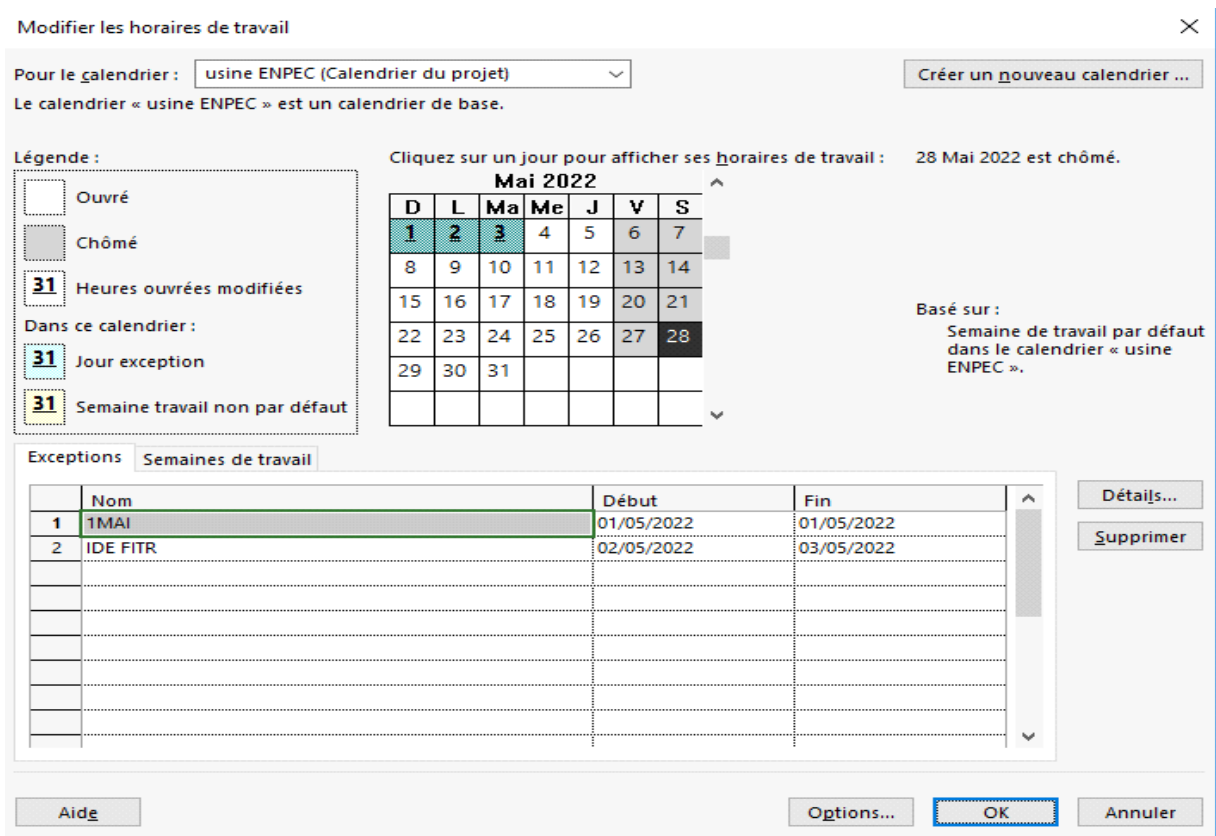 Modifier les horaires de travail
Pour le calendrier : usine ENPEC (Calendrier du projet) Créer un nouveau calendrier ...
Le calendrier « usine ENPEC » est un calendrier de base.
Légende :
Ouvré
Chômé
31 Heures ouvrées modifiées
Dans ce calendrier :
31 Jour exception
31 Semaine travail non par défaut
Cliquez sur un jour pour afficher ses horaires de travail :
Mai 2022
D L Ma Me J V S
1 2 3 4 5 6 7
8 9 10 11 12 13 14
15 16 17 18 19 20 21
22 23 24 25 26 27 28
29 30 31
28 Mai 2022 est chômé.
Basé sur :
Semaine de travail par défaut
dans le calendrier « usine
ENPEC ».
Exceptions Semaines de travail
Nom Début Fin
1 1MAI 01/05/2022 01/05/2022
2 IDE FITR 02/05/2022 03/05/2022
Détails...
Supprimer
Aide Options... OK Annuler